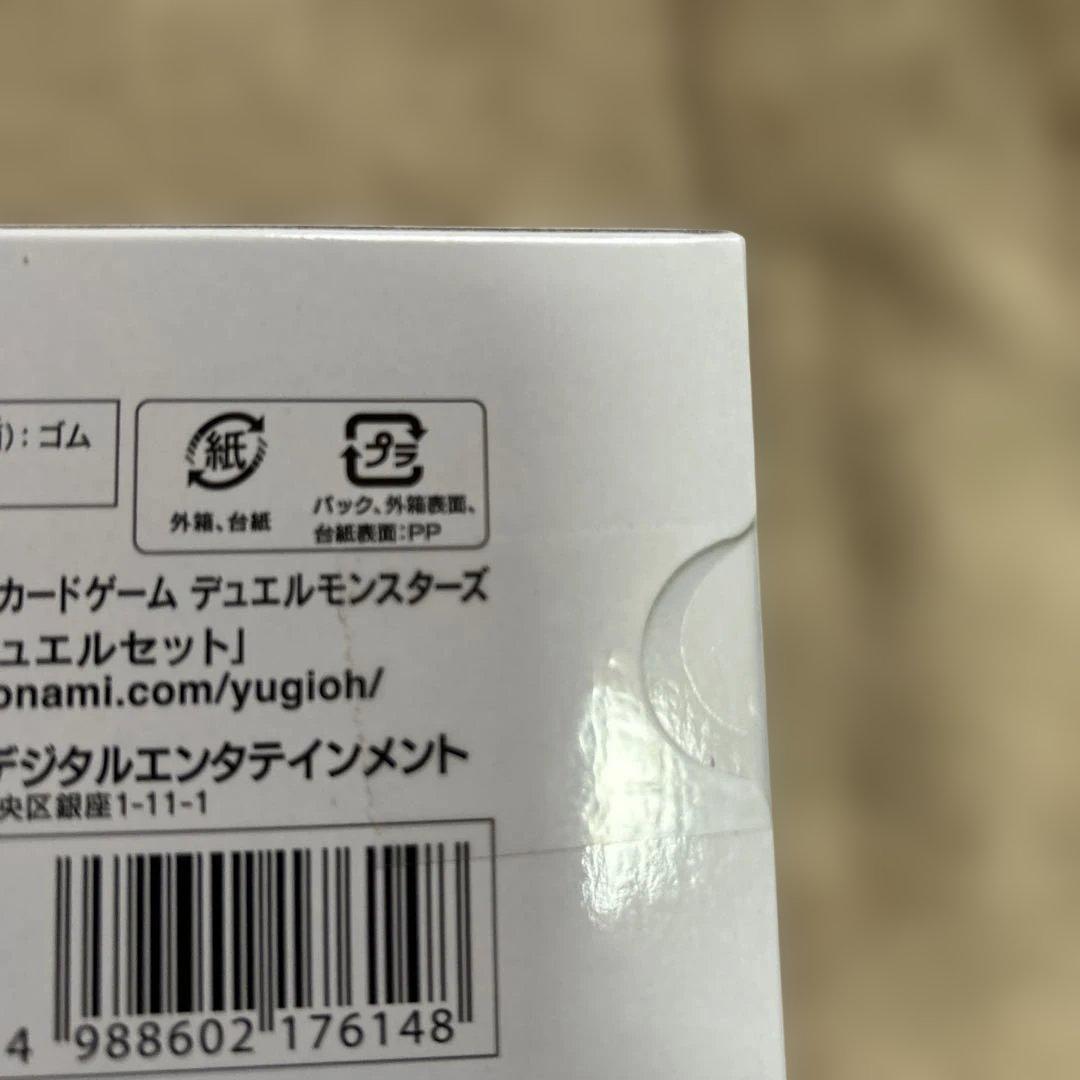 ): ゴム
紙
プラ
外箱、台紙
パック、外箱表面、
台紙表面:PP
カードゲーム デュエルモンスターズ
ュエルセット」
onami.com/yugioh/
デジタルエンタテインメント
央区銀座1-11-1
4 988602 176148